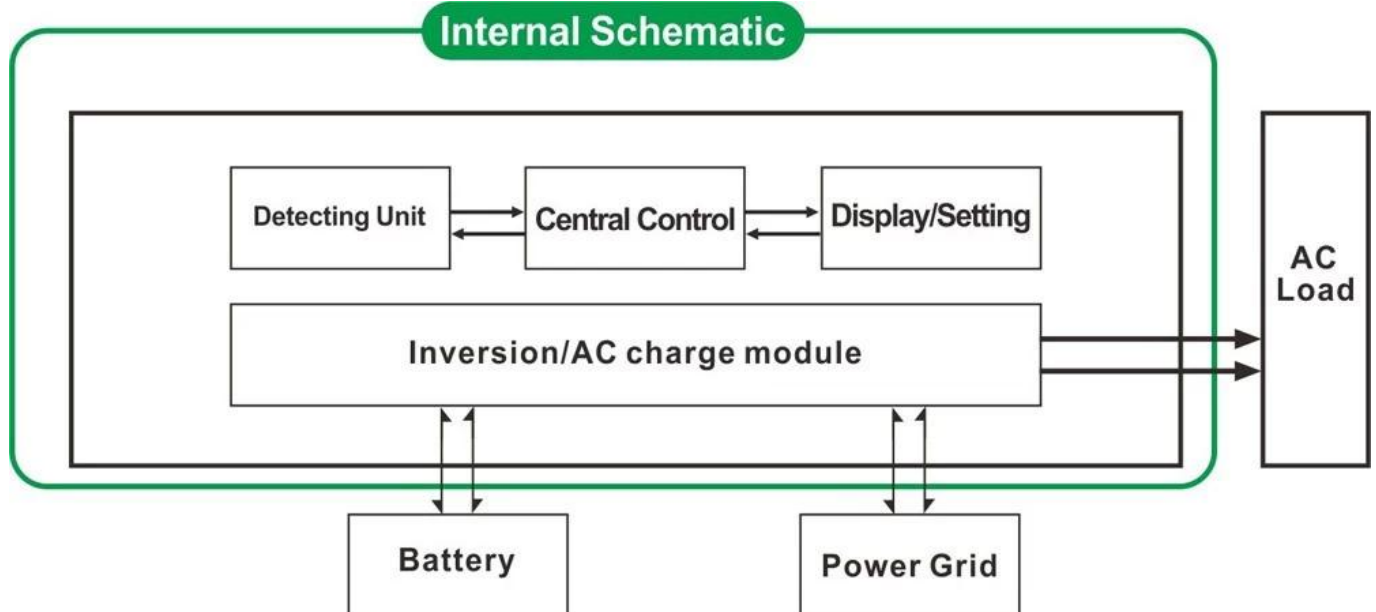 Internal Schematic
Detecting Unit
Central Control
Display/Setting
AC
Load
Inversion/AC charge module
Battery
Power Grid